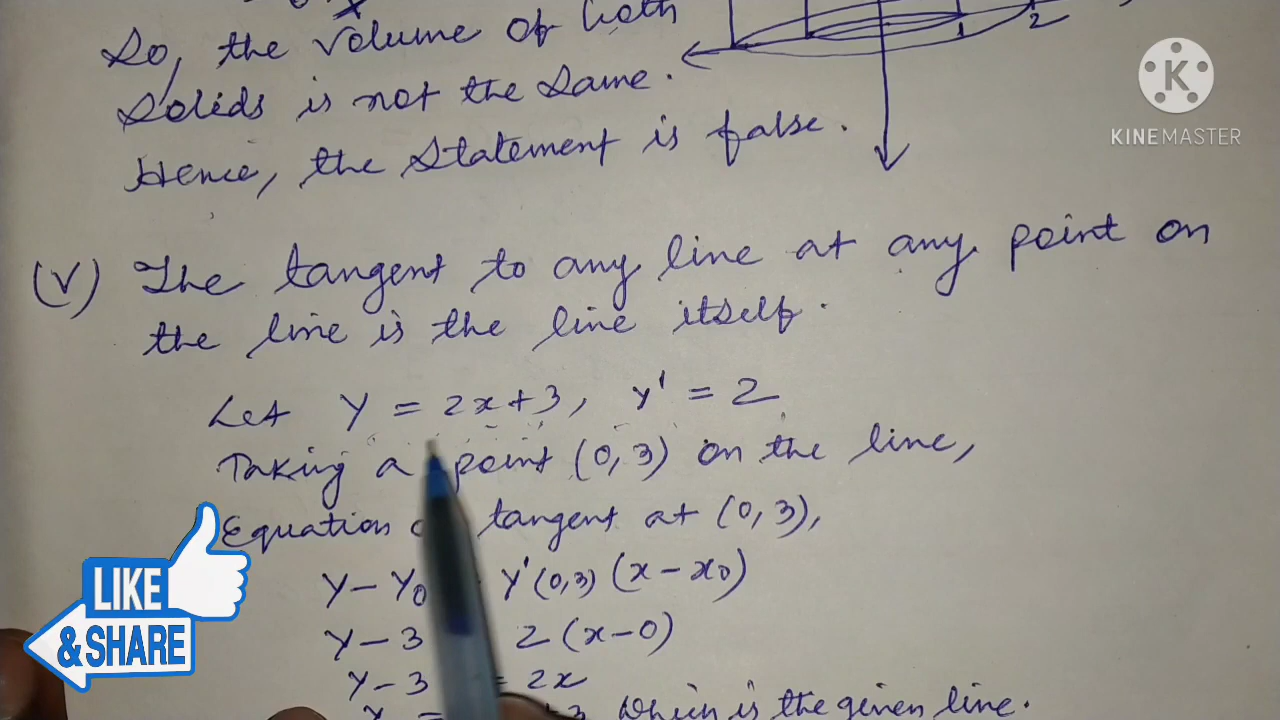 So, the volume of both
Solids is not the Same.
Hence, the Statement is false.
1 2
KINEMASTER
(V) The tangent to any line at any point on
the line is the line itself.
Let y = 2x+3, y' = 2
Taking a point (0,3) on the line,
Equation tangent at (0,3),
y-y0 y'(0,3) (x-x0)
y-3 2(x-0)
y-3 = 2x
y = +3 which is the given line.
LIKE
& SHARE